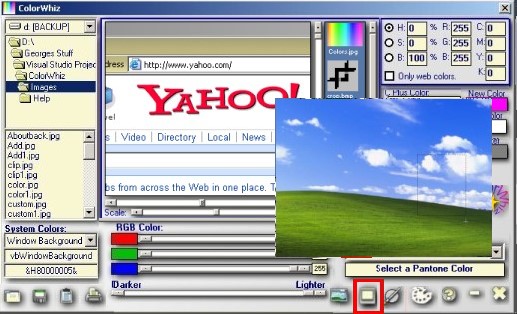 ColorWhiz
d: [BACKUP]
D:\
Georges Stuff
Visual Studio Projec
ColorWhiz
Images
Help
Aboutback.jpg
Add.jpg
Add1.jpg
clip.jpg
clip1.jpg
color.jpg
color1.jpg
custom.jpg
custom1.jpg
dress
http://www.yahoo.com/
YAHOO!
Video | Directory | Local | News |
bs from across the Web in one place. T
Scale:
Colors.jpg
crop.bmp
H: 0 % R: 255 C: 0
S: 0 % G: 255 M: 0
B: 100 % B: 255 Y: 0
Only web colors. K: 0
C Plus Color: New Color
System Colors:
Window Background
vbWindowBackground
&H80000005&
RGB Color:
255
Darker Lighter
Select a Pantone Color